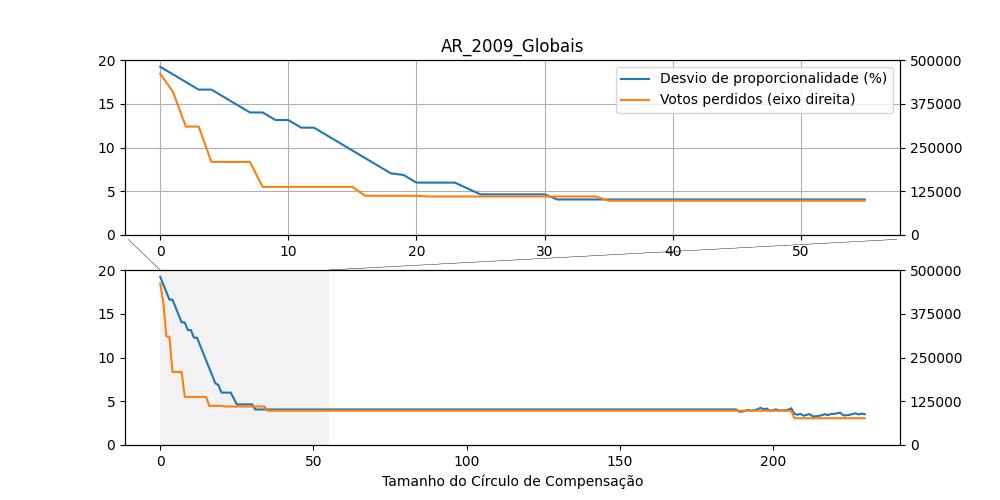 AR_2009_Globais
20 500000
Desvio de proporcionalidade (%)
Votos perdidos (eixo direita)
15 375000
10 250000
5 125000
0 0
0 10 20 30 40 50
20 500000
15 375000
10 250000
5 125000
0 0
0 50 100 150 200
Tamanho do Círculo de Compensação